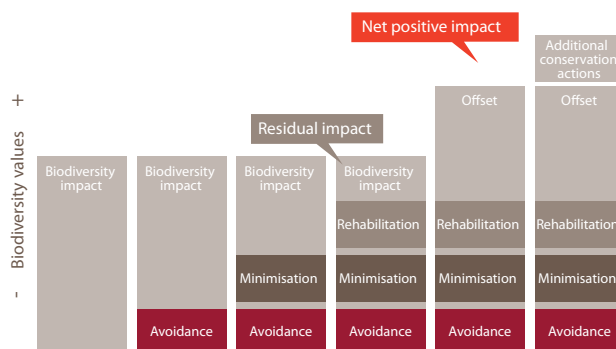 Net positive impact
Additional
conservation
actions
+
Biodiversity values
-
Residual impact
Offset
Offset
Biodiversity
impact
Biodiversity
impact
Biodiversity
impact
Biodiversity
impact
Rehabilitation
Rehabilitation
Rehabilitation
Minimisation
Minimisation
Minimisation
Minimisation
Avoidance
Avoidance
Avoidance
Avoidance
Avoidance